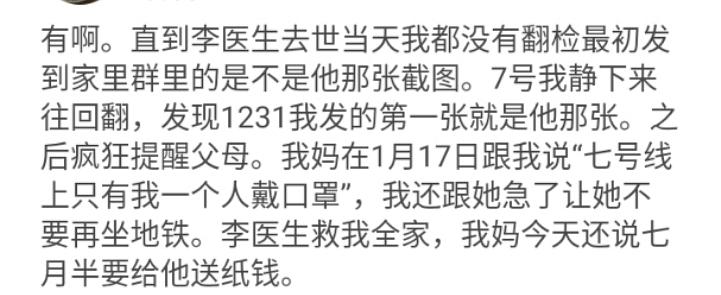 有啊。直到李医生去世当天我都没有翻检最初发
到家里群里的是不是他那张截图。7号我静下来
往回翻，发现1231我发的第一张就是他那张。之
后疯狂提醒父母。我妈在1月17日跟我说“七号线
上只有我一个人戴口罩”，我还跟她急了让她不
要再坐地铁。李医生救我全家，我妈今天还说七
月半要给他送纸钱。